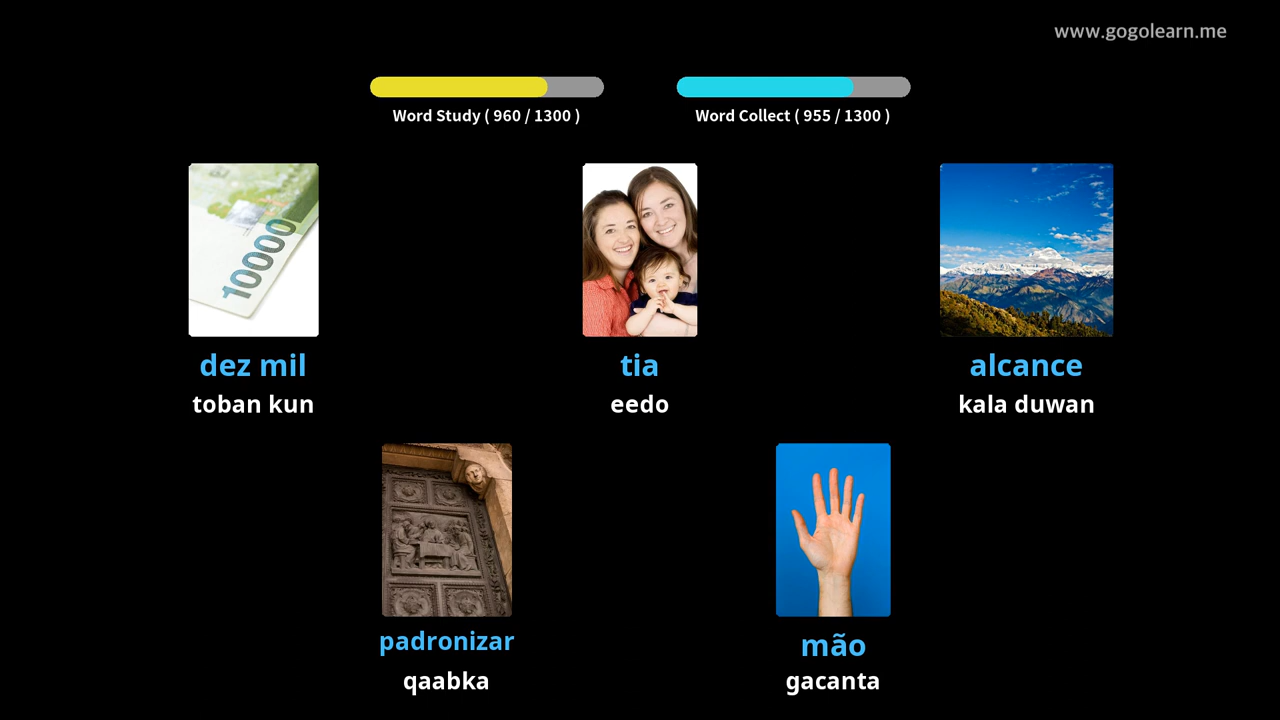 www.gogolearn.me
Word Study ( 960 / 1300 )
Word Collect ( 955 / 1300 )
10000
dez mil
toban kun
tia
eedo
alcance
kala duwan
padronizar
qaabka
mão
gacanta